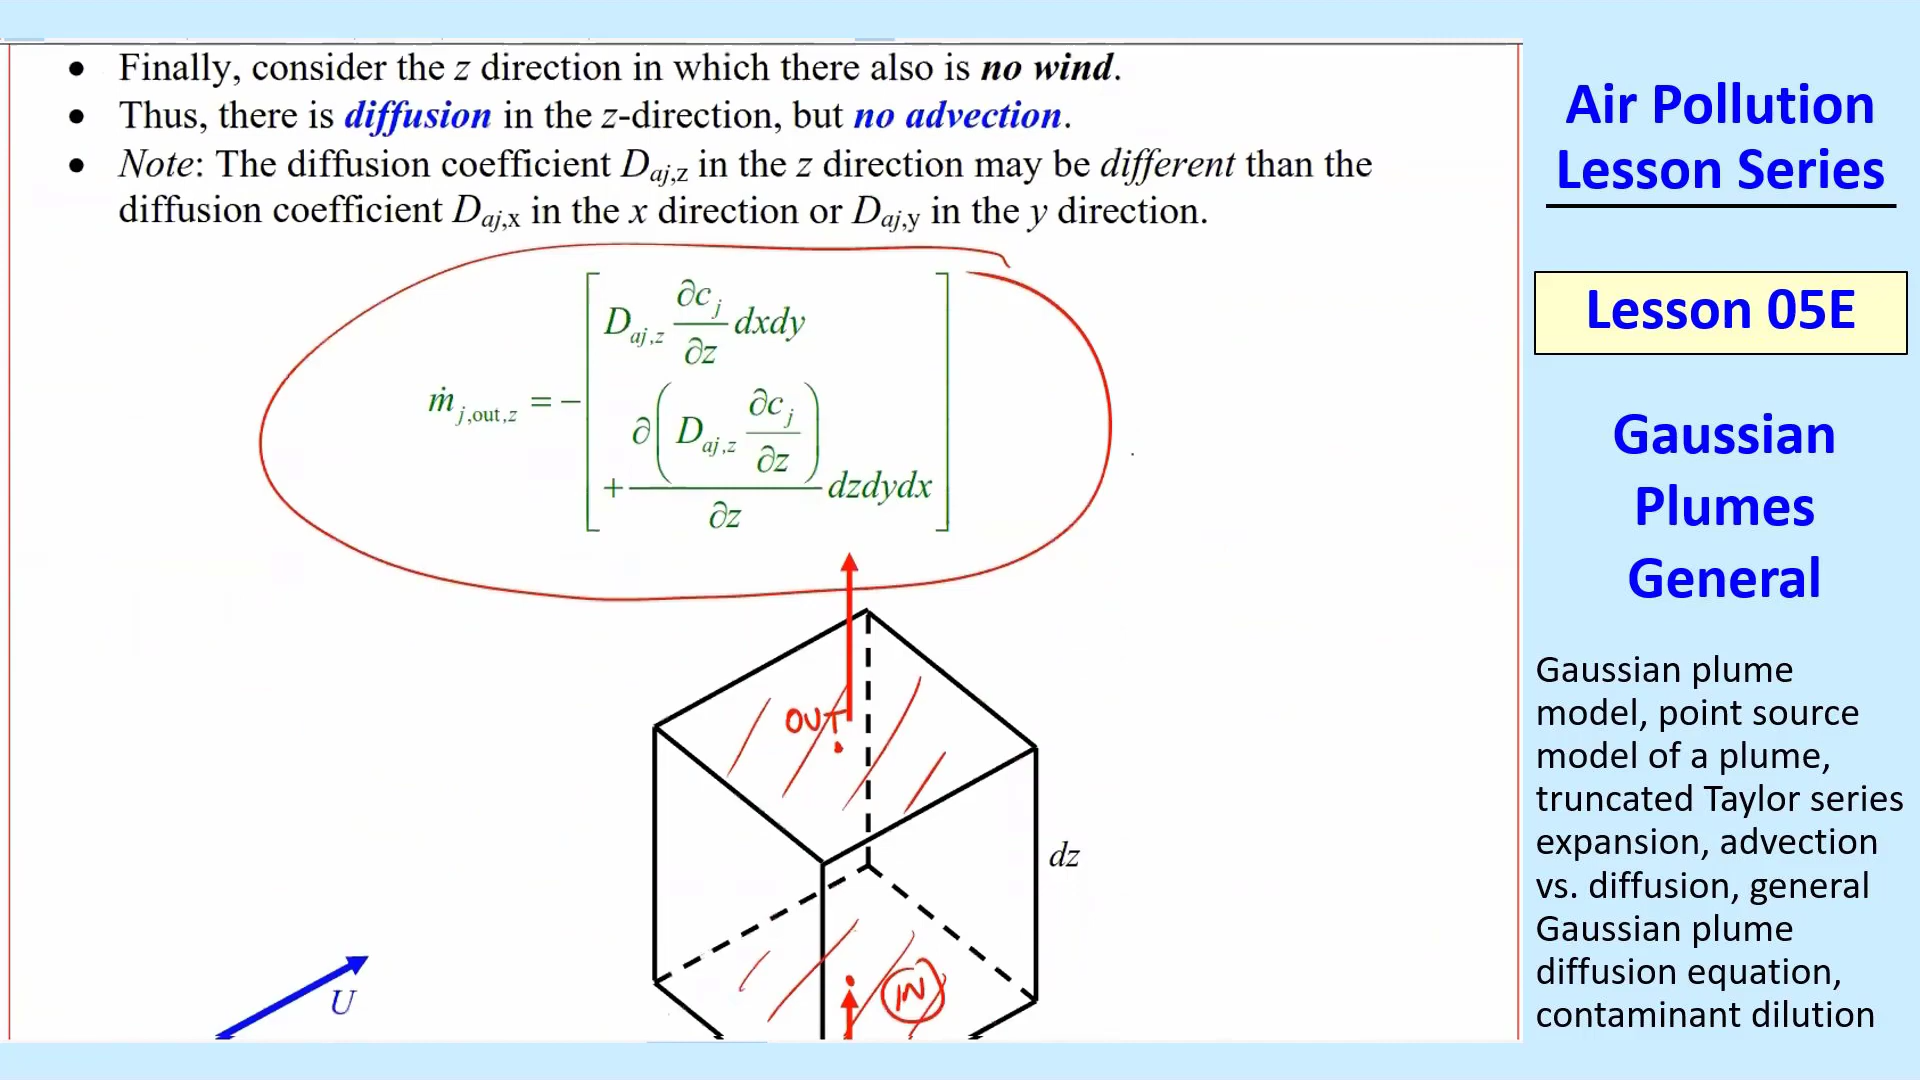 • Finally, consider the z direction in which there also is no wind.
• Thus, there is diffusion in the z-direction, but no advection.
• Note: The diffusion coefficient Daj,z in the z direction may be different than the
diffusion coefficient Daj,x in the x direction or Daj,y in the y direction.
ṁj,out,z = −[Daj,z ∂cj/∂z dxdy
+ ∂(Daj,z ∂cj/∂z)/∂z dzdydx]
OUT
dz
IN
U
Air Pollution
Lesson Series
Lesson 05E
Gaussian
Plumes
General
Gaussian plume
model, point source
model of a plume,
truncated Taylor series
expansion, advection
vs. diffusion, general
Gaussian plume
diffusion equation,
contaminant dilution